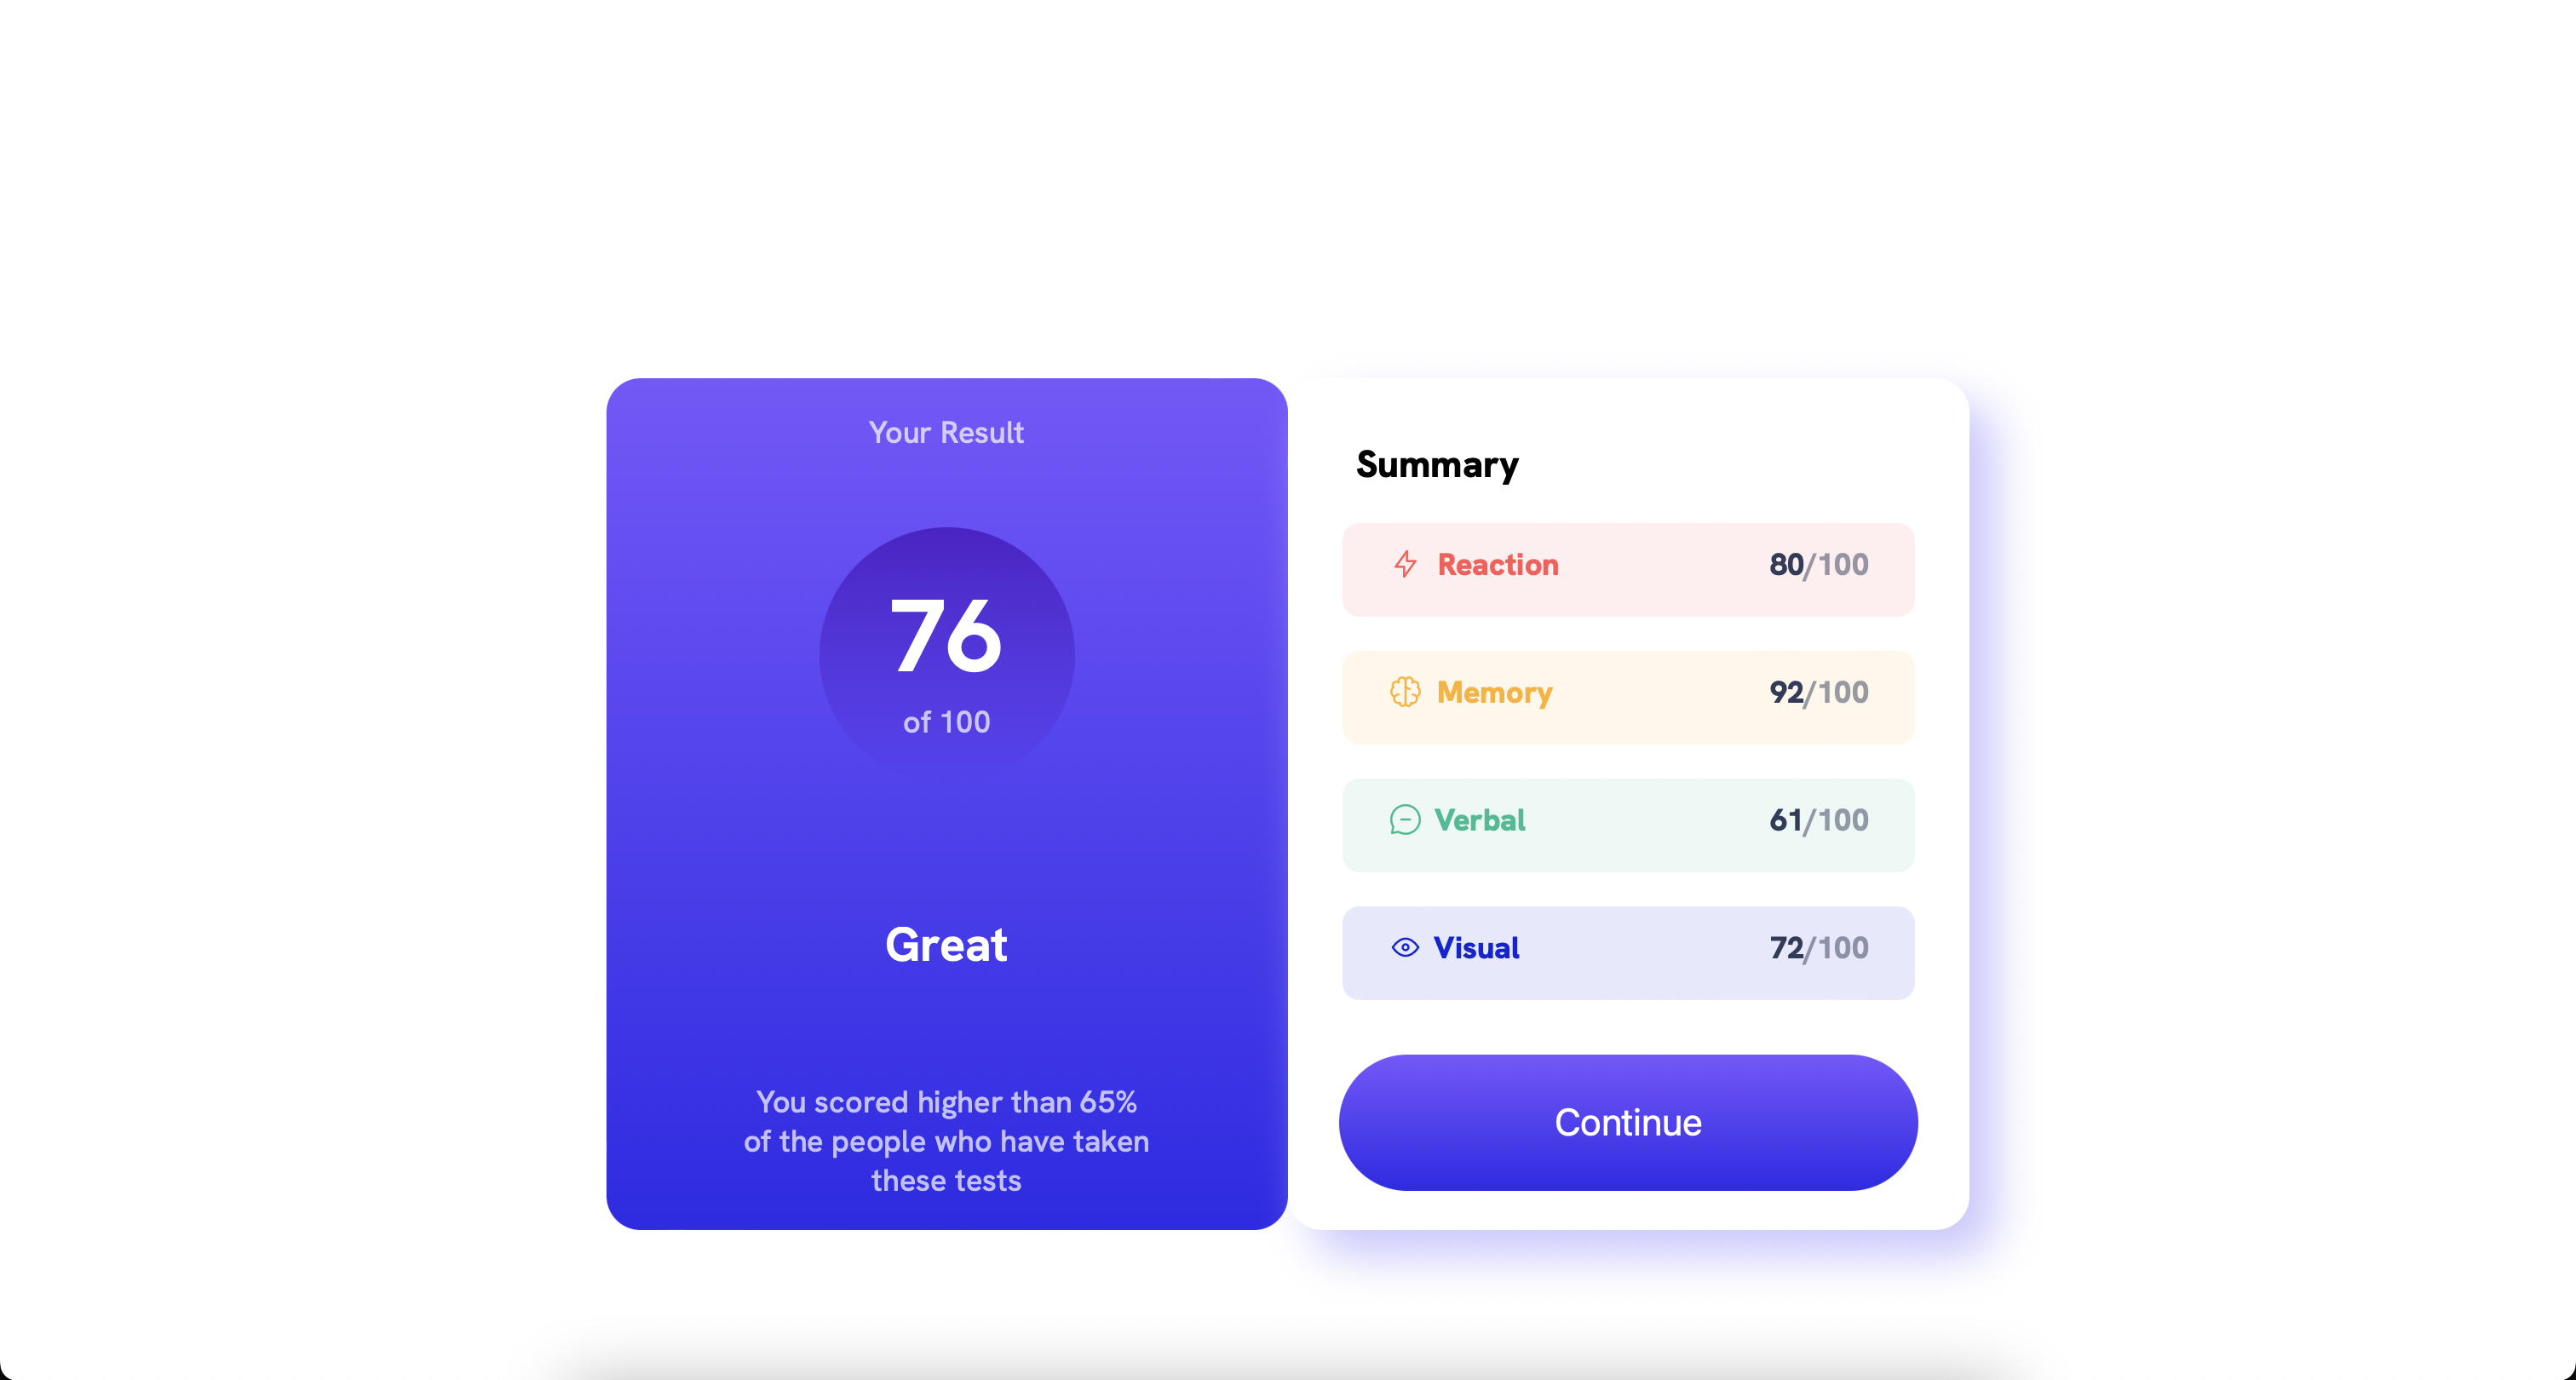 Your Result
76
of 100
Great
You scored higher than 65%
of the people who have taken
these tests
Summary
Reaction 80/100
Memory 92/100
Verbal 61/100
Visual 72/100
Continue